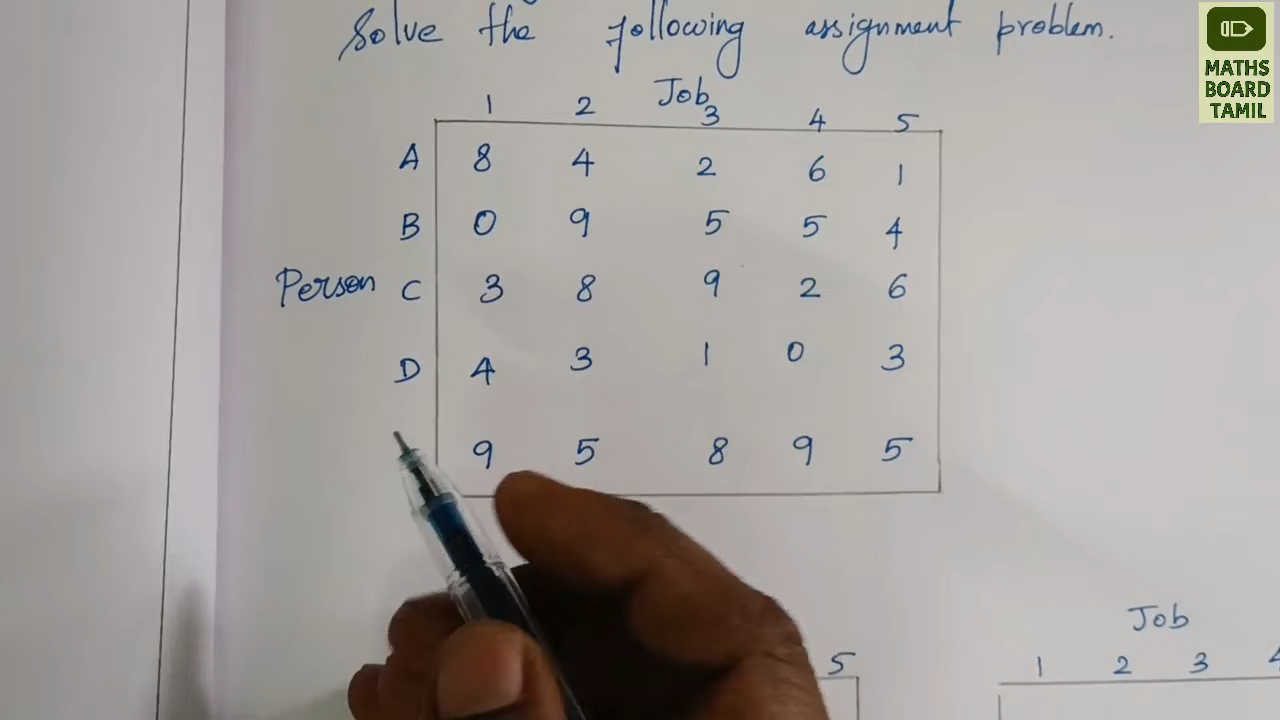 Solve the following assignment problem.
MATHS
BOARD
TAMIL
Job
1 2 3 4 5
A 8 4 2 6 1
B 0 9 5 5 4
Person C 3 8 9 2 6
D 4 3 1 0 3
9 5 8 9 5
Job
5 1 2 3 4